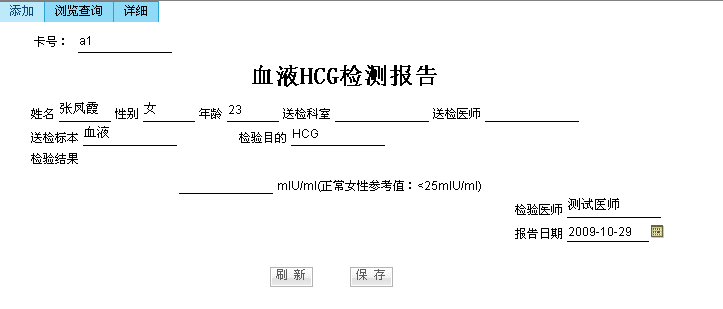 添加 浏览查询 详细
卡号： a1
血液HCG检测报告
姓名 张凤霞 性别 女 年龄 23 送检科室 送检医师
送检标本 血液 检验目的 HCG
检验结果
mIU/ml(正常女性参考值：<25mIU/ml)
检验医师 测试医师
报告日期 2009-10-29
刷 新 保 存